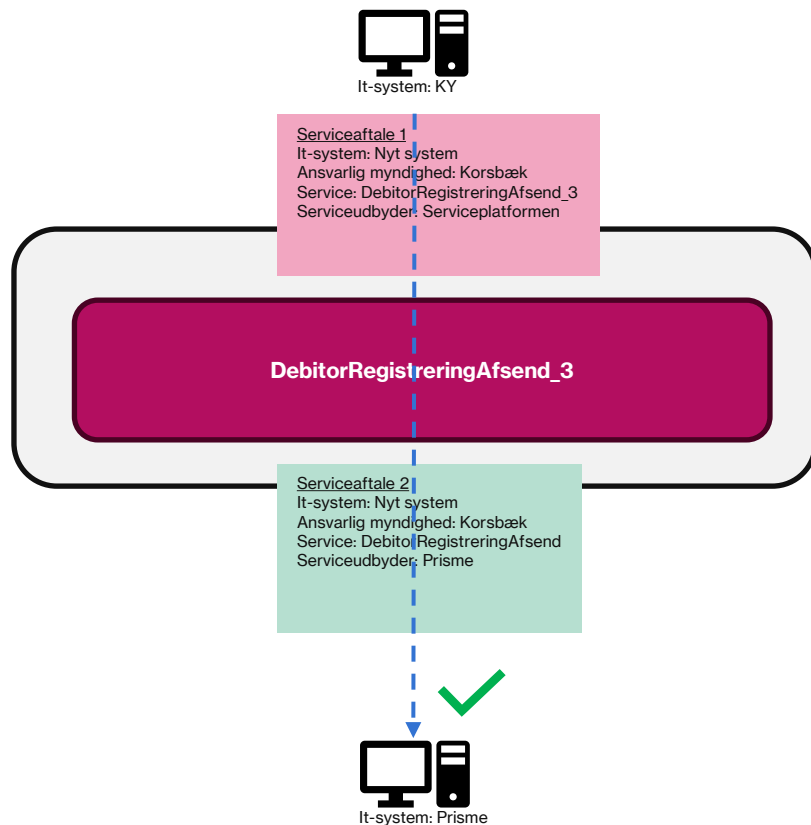 It-system: KY
Serviceaftale 1
It-system: Nyt system
Ansvarlig myndighed: Korsbæk
Service: DebitorRegistreringAfsend_3
Serviceudbyder: Serviceplatformen
DebitorRegistreringAfsend_3
Serviceaftale 2
It-system: Nyt system
Ansvarlig myndighed: Korsbæk
Service: DebitorRegistreringAfsend
Serviceudbyder: Prisme
It-system: Prisme